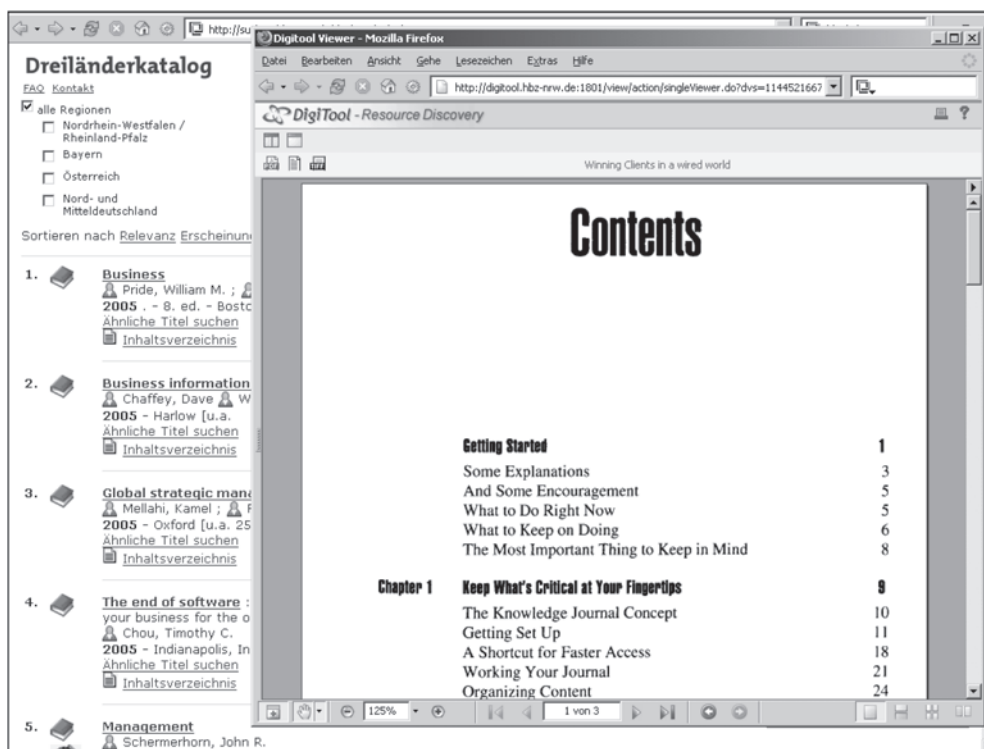 http://su
Dreiländerkatalog
FAQ Kontakt
alle Regionen
Nordrhein-Westfalen /
Rheinland-Pfalz
Bayern
Österreich
Nord- und
Mitteldeutschland
Sortieren nach Relevanz Erscheinun
1. Business
Pride, William M. ;
2005 . - 8. ed. - Bosto
Ähnliche Titel suchen
Inhaltsverzeichnis
2. Business information
Chaffey, Dave W
2005 - Harlow [u.a.
Ähnliche Titel suchen
Inhaltsverzeichnis
3. Global strategic mana
Mellahi, Kamel ; F
2005 - Oxford [u.a. 25
Ähnliche Titel suchen
Inhaltsverzeichnis
4. The end of software :
your business for the o
Chou, Timothy C.
2005 - Indianapolis, In
Ähnliche Titel suchen
Inhaltsverzeichnis
5. Management
Schermerhorn, John R.
Digitool Viewer - Mozilla Firefox
Datei Bearbeiten Ansicht Gehe Lesezeichen Extras Hilfe
http://digitool.hbz-nrw.de:1801/view/action/singleViewer.do?dvs=1144521667
DigiTool - Resource Discovery
?
Winning Clients in a wired world
Contents
Getting Started 1
Some Explanations 3
And Some Encouragement 5
What to Do Right Now 5
What to Keep on Doing 6
The Most Important Thing to Keep in Mind 8
Chapter 1 Keep What's Critical at Your Fingertips 9
The Knowledge Journal Concept 10
Getting Set Up 11
A Shortcut for Faster Access 18
Working Your Journal 21
Organizing Content 24
125% 1 von 3